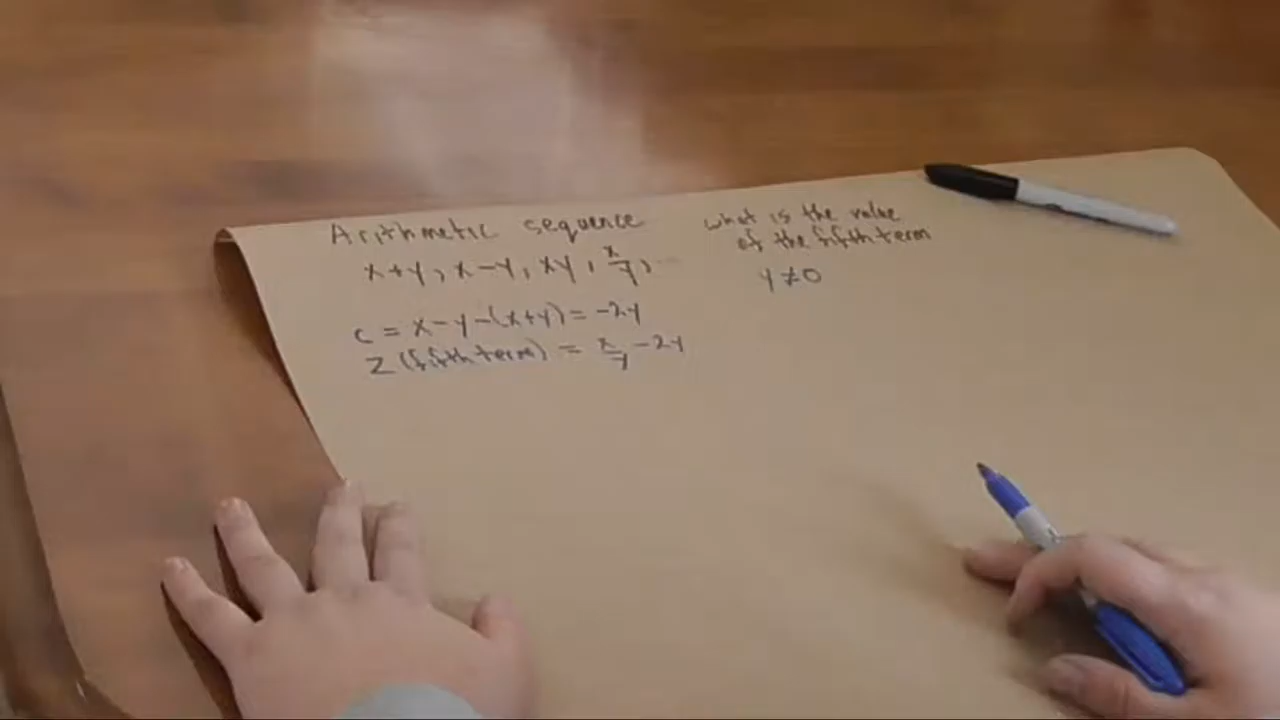 Arithmetic sequence
x+y, x-y, xy, x/y, ...
c = x-y-(x+y) = -2y
Z (fifth term) = x/y - 2y
what is the value
of the fifth term
y ≠ 0